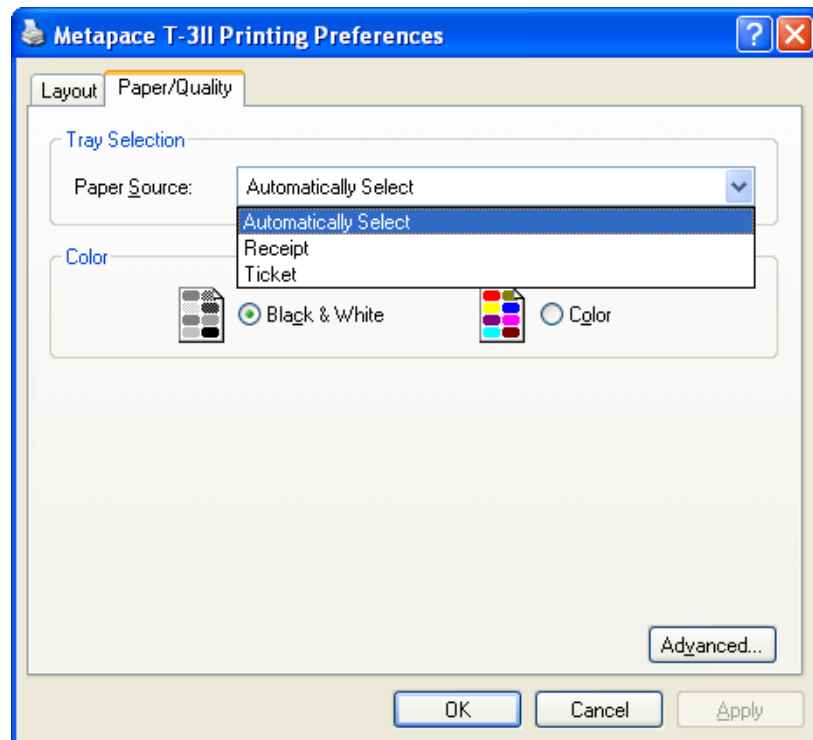 Metapace T-3II Printing Preferences
Layout Paper/Quality
Tray Selection
Paper Source: Automatically Select
Automatically Select
Receipt
Ticket
Color
Black & White Color
Advanced...
OK Cancel Apply